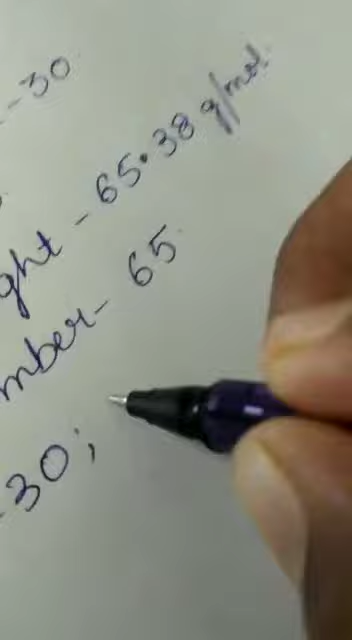 -30
ght - 65.38 g/mol.
mber- 65.
-30;